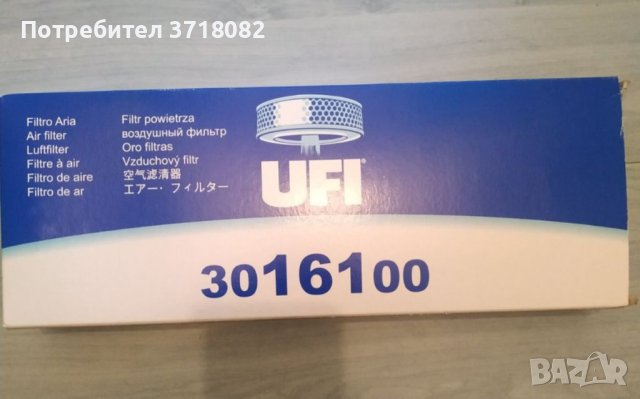 Потребител 3718082
Filtro Aria
Air filter
Luftfilter
Filtre à air
Filtro de aire
Filtro de ar
Filtr powietrza
воздушный фильтр
Oro filtras
Vzduchový filtr
空气滤清器
エアー・フィルター
UFI
3016100
BAZAR